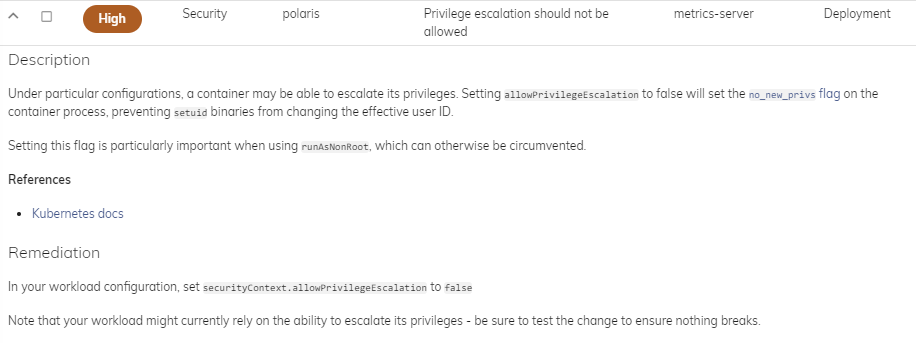 High Security polaris Privilege escalation should not be metrics-server Deployment
allowed
Description
Under particular configurations, a container may be able to escalate its privileges. Setting allowPrivilegeEscalation to false will set the no_new_privs flag on the
container process, preventing setuid binaries from changing the effective user ID.
Setting this flag is particularly important when using runAsNonRoot, which can otherwise be circumvented.
References
• Kubernetes docs
Remediation
In your workload configuration, set securityContext.allowPrivilegeEscalation to false
Note that your workload might currently rely on the ability to escalate its privileges - be sure to test the change to ensure nothing breaks.